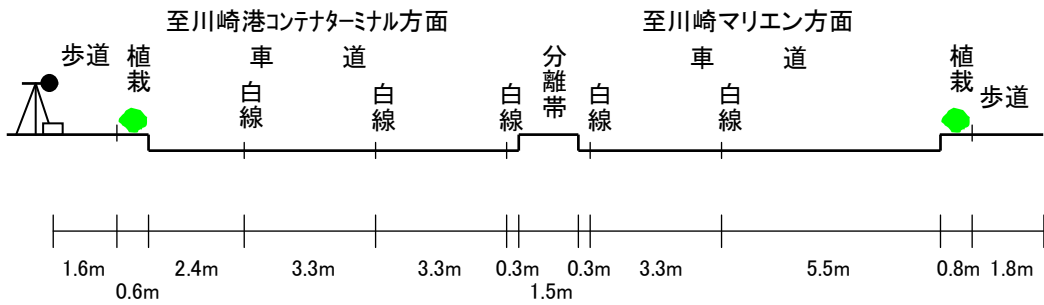 至川崎港コンテナターミナル方面
至川崎マリエン方面
歩道
植栽
車道
白線
白線
白線
分離帯
白線
車道
白線
植栽
歩道
1.6m
0.6m
2.4m
3.3m
3.3m
0.3m
1.5m
0.3m
3.3m
5.5m
0.8m
1.8m